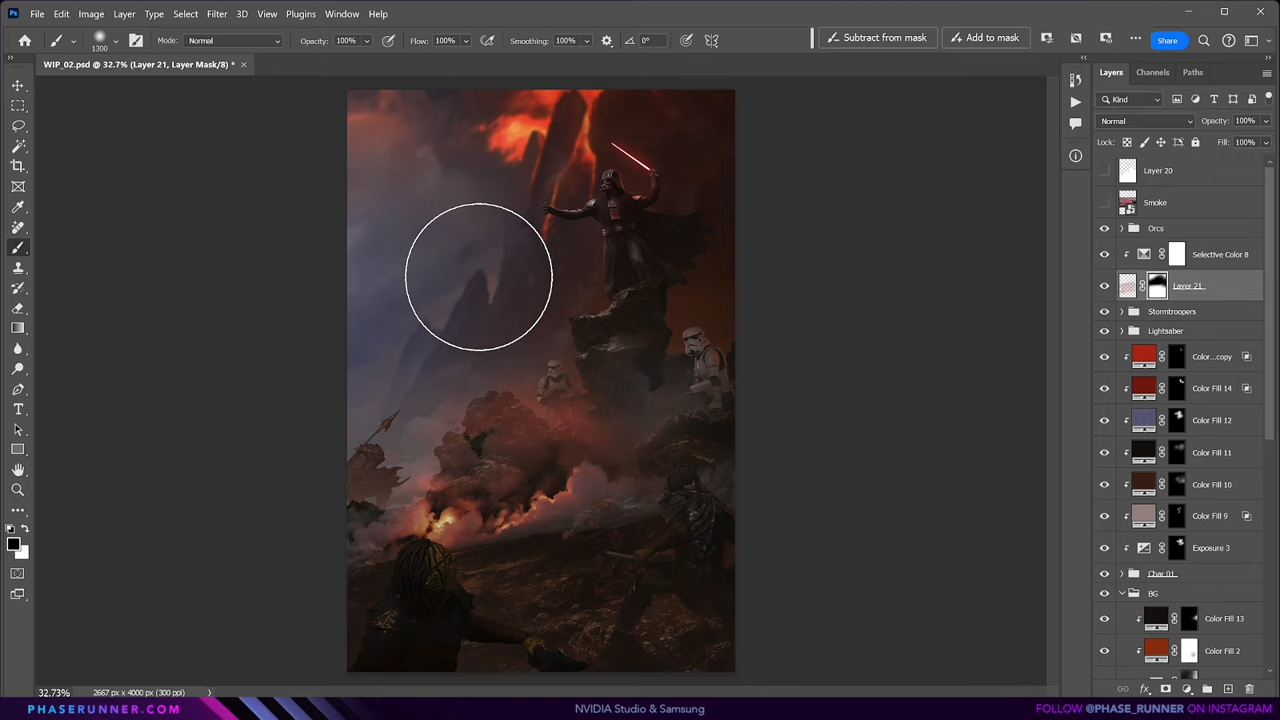 Ps File Edit Image Layer Type Select Filter 3D View Plugins Window Help
1300 Mode: Normal Opacity: 100% Flow: 100% Smoothing: 100% 0° Subtract from mask Add to mask Share
WIP_02.psd @ 32.7% (Layer 21, Layer Mask/8) * ×
Layers Channels Paths
Kind
Normal Opacity: 100%
Lock: Fill: 100%
Layer 20
Smoke
Orcs
Selective Color 8
Layer 21
Stormtroopers
Lightsaber
Color...copy
Color Fill 14
Color Fill 12
Color Fill 11
Color Fill 10
Color Fill 9
Exposure 3
Char 01
BG
Color Fill 13
Color Fill 2
32.73% 2667 px x 4000 px (300 ppi)
PHASERUNNER.COM
NVIDIA Studio & Samsung
FOLLOW @PHASE_RUNNER ON INSTAGRAM